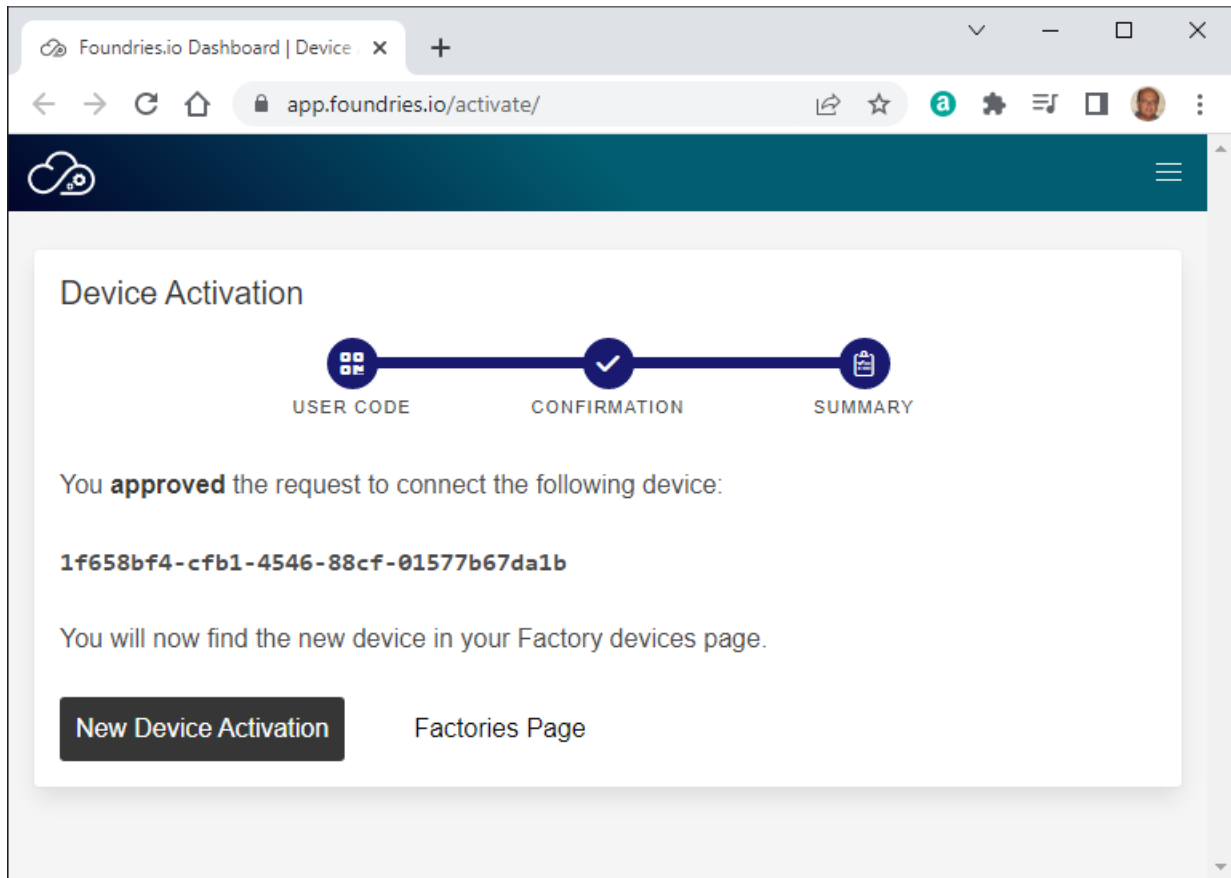 Foundries.io Dashboard | Device
app.foundries.io/activate/
a
Device Activation
USER CODE CONFIRMATION SUMMARY
You approved the request to connect the following device:
1f658bf4-cfb1-4546-88cf-01577b67da1b
You will now find the new device in your Factory devices page.
New Device Activation Factories Page